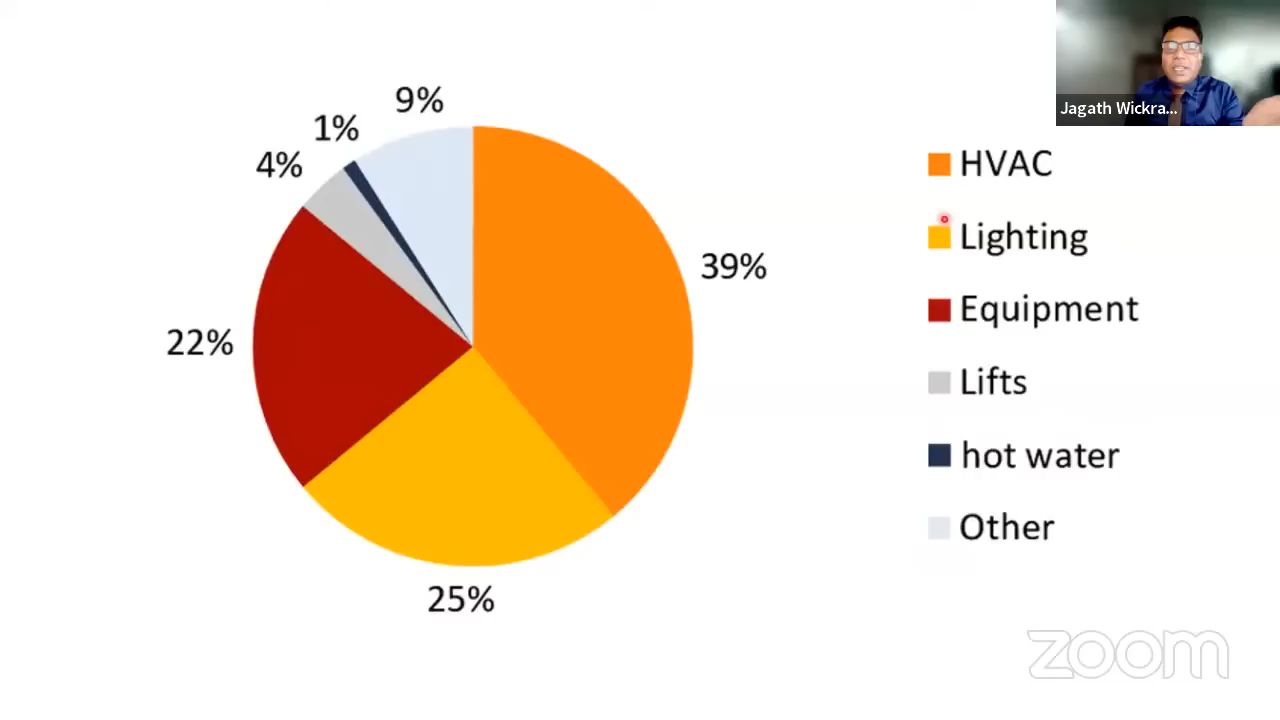 Jagath Wickra...
9%
1%
4%
39%
22%
25%
HVAC
Lighting
Equipment
Lifts
hot water
Other
zoom